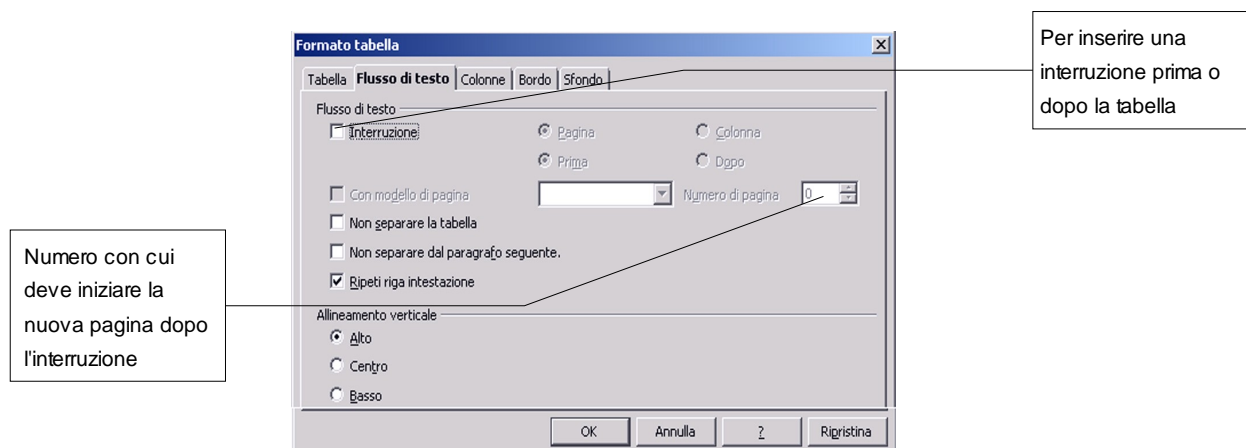 Formato tabella
Tabella Flusso di testo Colonne Bordo Sfondo
Flusso di testo
Interruzione Pagina Colonna
Prima Dopo
Con modello di pagina Numero di pagina 0
Non separare la tabella
Non separare dal paragrafo seguente.
Ripeti riga intestazione
Allineamento verticale
Alto
Centro
Basso
OK Annulla ? Ripristina
Per inserire una
interruzione prima o
dopo la tabella
Numero con cui
deve iniziare la
nuova pagina dopo
l'interruzione